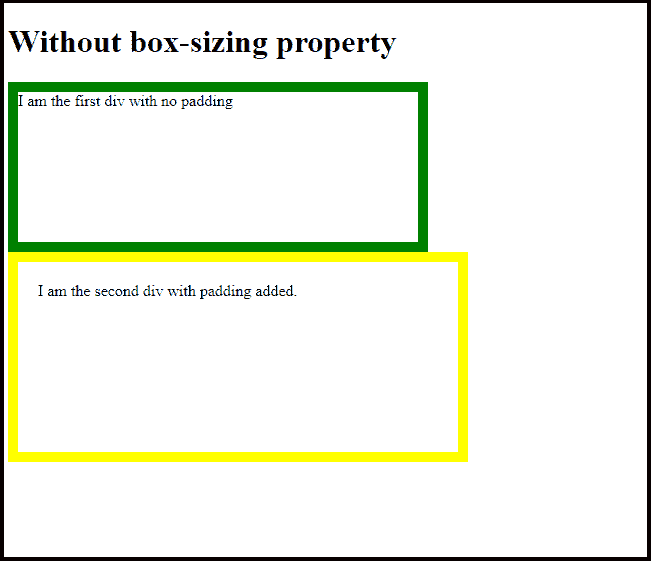 Without box-sizing property
I am the first div with no padding
I am the second div with padding added.